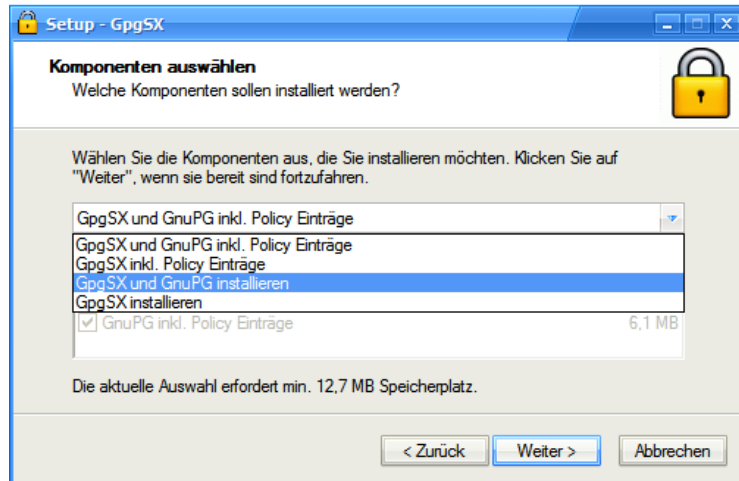 Setup - GpgSX
Komponenten auswählen
Welche Komponenten sollen installiert werden?
Wählen Sie die Komponenten aus, die Sie installieren möchten. Klicken Sie auf
"Weiter", wenn sie bereit sind fortzufahren.
GpgSX und GnuPG inkl. Policy Einträge
GpgSX und GnuPG inkl. Policy Einträge
GpgSX inkl. Policy Einträge
GpgSX und GnuPG installieren
GpgSX installieren
GnuPG inkl. Policy Einträge 6,1 MB
Die aktuelle Auswahl erfordert min. 12,7 MB Speicherplatz.
< Zurück Weiter > Abbrechen